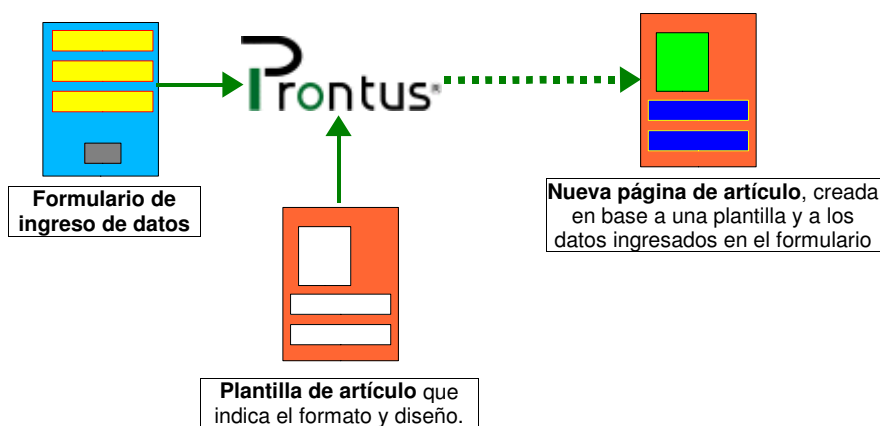 Prontus®
Formulario de
ingreso de datos
Nueva página de artículo, creada
en base a una plantilla y a los
datos ingresados en el formulario
Plantilla de artículo que
indica el formato y diseño.